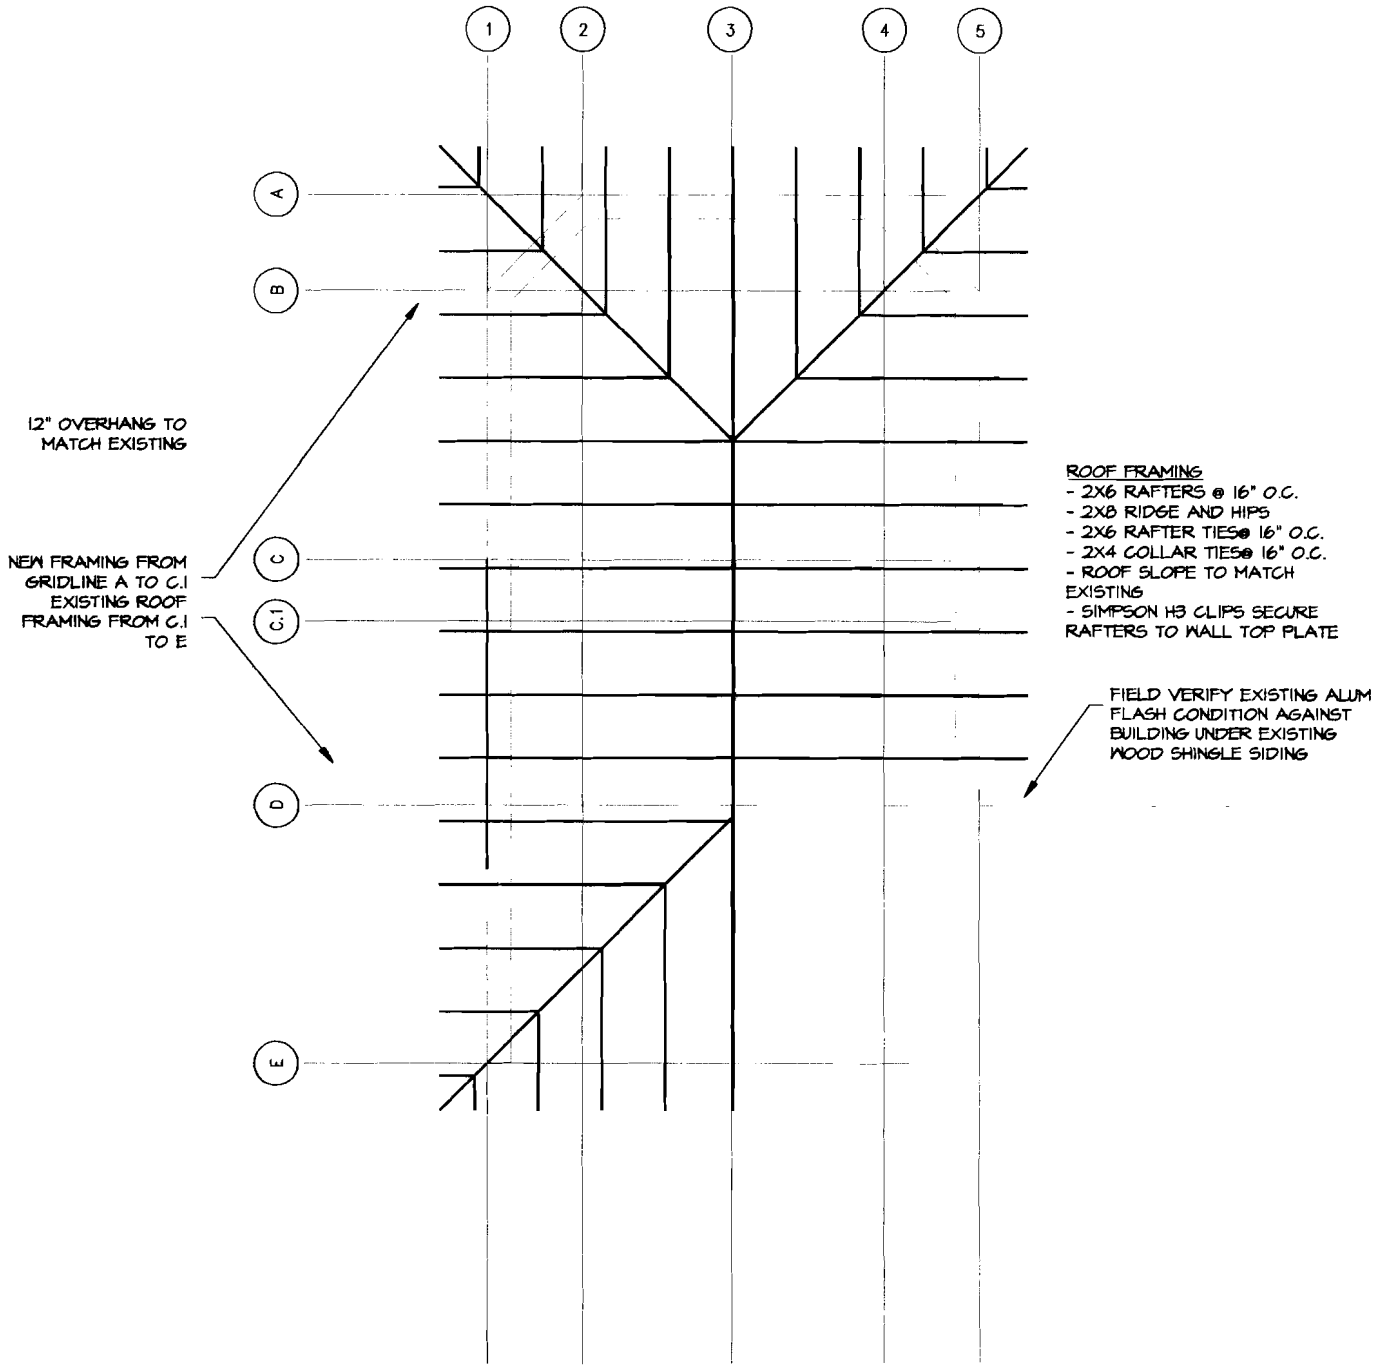 1
2
3
4
5
A
B
12" OVERHANG TO
MATCH EXISTING
NEW FRAMING FROM
GRIDLINE A TO C.1
EXISTING ROOF
FRAMING FROM C.1
TO E
C
C.1
D
E
ROOF FRAMING
- 2X6 RAFTERS @ 16" O.C.
- 2X8 RIDGE AND HIPS
- 2X6 RAFTER TIES@ 16" O.C.
- 2X4 COLLAR TIES@ 16" O.C.
- ROOF SLOPE TO MATCH
EXISTING
- SIMPSON H3 CLIPS SECURE
RAFTERS TO WALL TOP PLATE
FIELD VERIFY EXISTING ALUM
FLASH CONDITION AGAINST
BUILDING UNDER EXISTING
WOOD SHINGLE SIDING